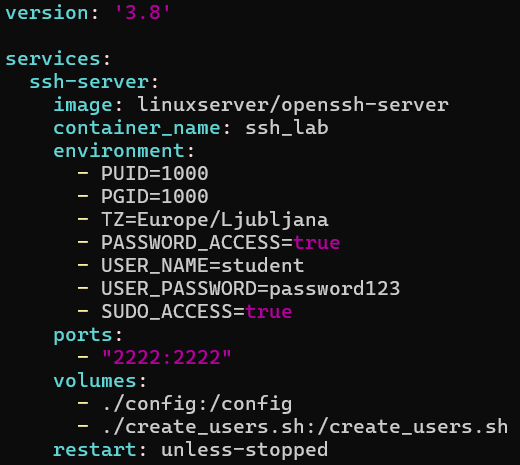 version: '3.8'

services:
  ssh-server:
    image: linuxserver/openssh-server
    container_name: ssh_lab
    environment:
      - PUID=1000
      - PGID=1000
      - TZ=Europe/Ljubljana
      - PASSWORD_ACCESS=true
      - USER_NAME=student
      - USER_PASSWORD=password123
      - SUDO_ACCESS=true
    ports:
      - "2222:2222"
    volumes:
      - ./config:/config
      - ./create_users.sh:/create_users.sh
    restart: unless-stopped